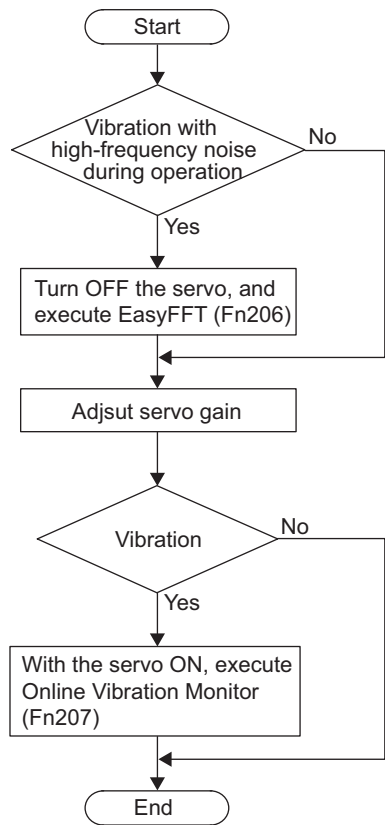 Start
Vibration with
high-frequency noise
during operation
No
Yes
Turn OFF the servo, and
execute EasyFFT (Fn206)
Adjsut servo gain
Vibration
No
Yes
With the servo ON, execute
Online Vibration Monitor
(Fn207)
End